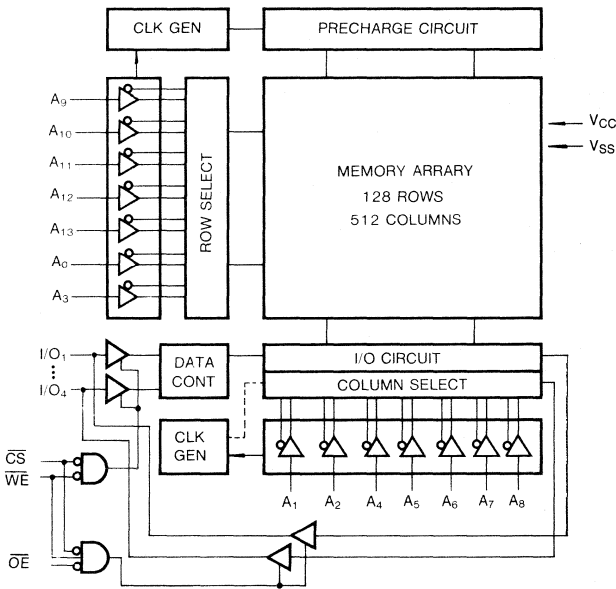 CLK GEN
PRECHARGE CIRCUIT
A9
A10
A11
A12
A13
A0
A3
ROW SELECT
MEMORY ARRARY
128 ROWS
512 COLUMNS
VCC
VSS
I/O1
I/O4
DATA
CONT
I/O CIRCUIT
COLUMN SELECT
CLK
GEN
A1
A2
A4
A5
A6
A7
A8
CS
WE
OE